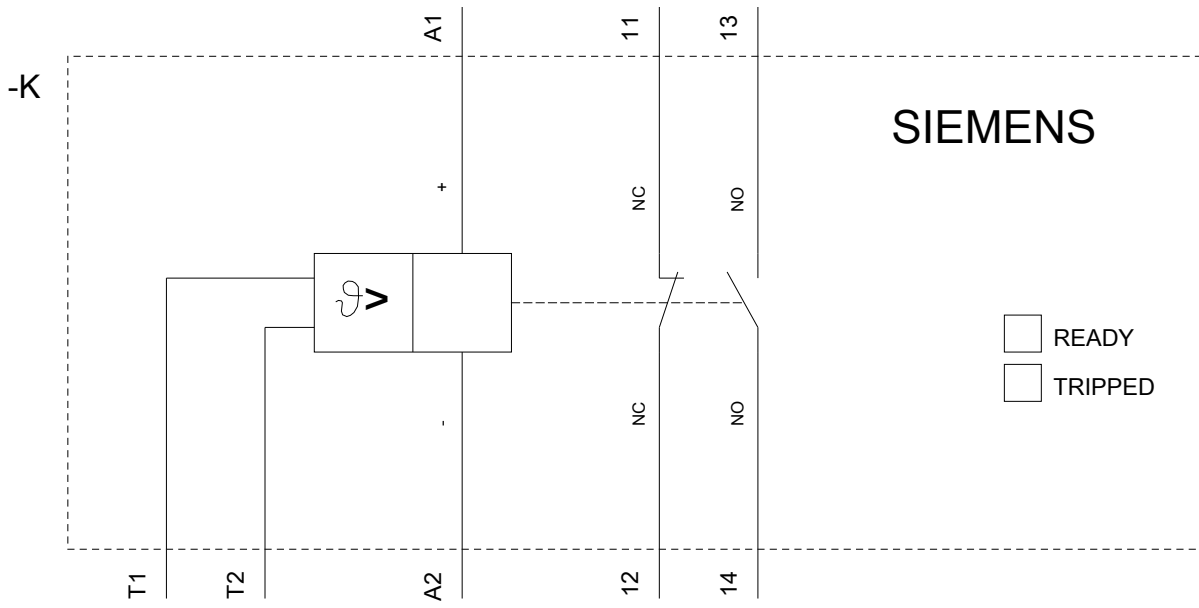 A1
11
13
-K
SIEMENS
+
NC
NO
ϑ>
READY
TRIPPED
-
NC
NO
T1
T2
A2
12
14